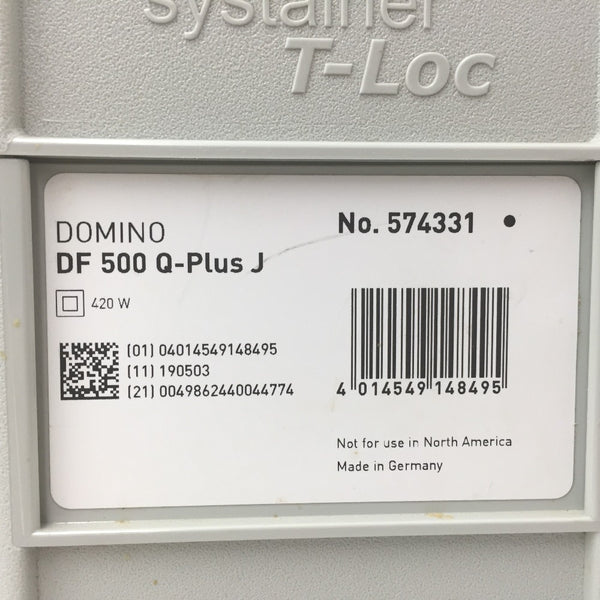 systainer
T-Loc
DOMINO
DF 500 Q-Plus J
No. 574331
420 W
(01) 04014549148495
(11) 190503
(21) 0049862440044774
4 014549 148495
Not for use in North America
Made in Germany